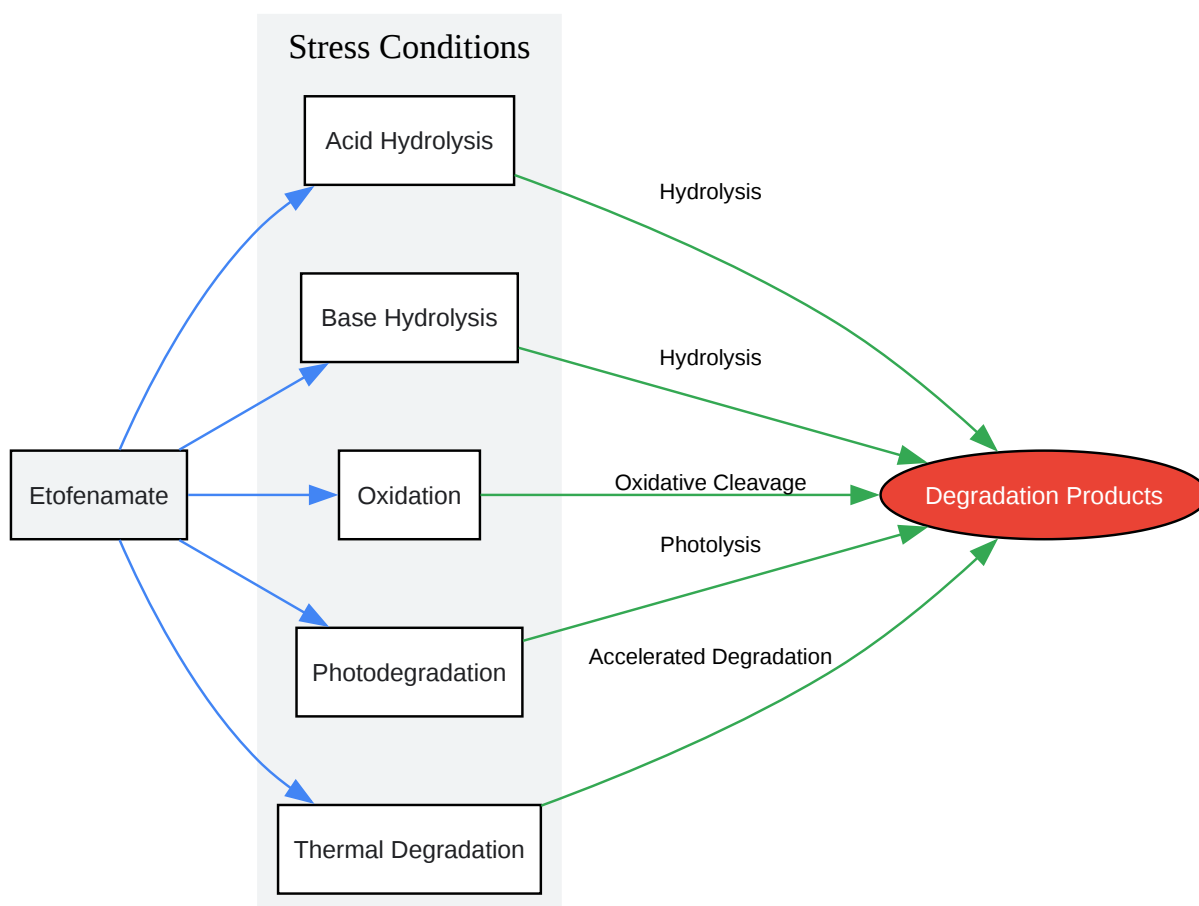 Stress Conditions
Acid Hydrolysis
Hydrolysis
Base Hydrolysis
Hydrolysis
Etofenamate
Oxidation
Oxidative Cleavage
Degradation Products
Photolysis
Photodegradation
Accelerated Degradation
Thermal Degradation